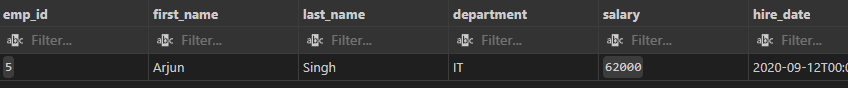 emp_id first_name last_name department salary hire_date
Filter... Filter... Filter... Filter... Filter... Filter...
5 Arjun Singh IT 62000 2020-09-12T00: